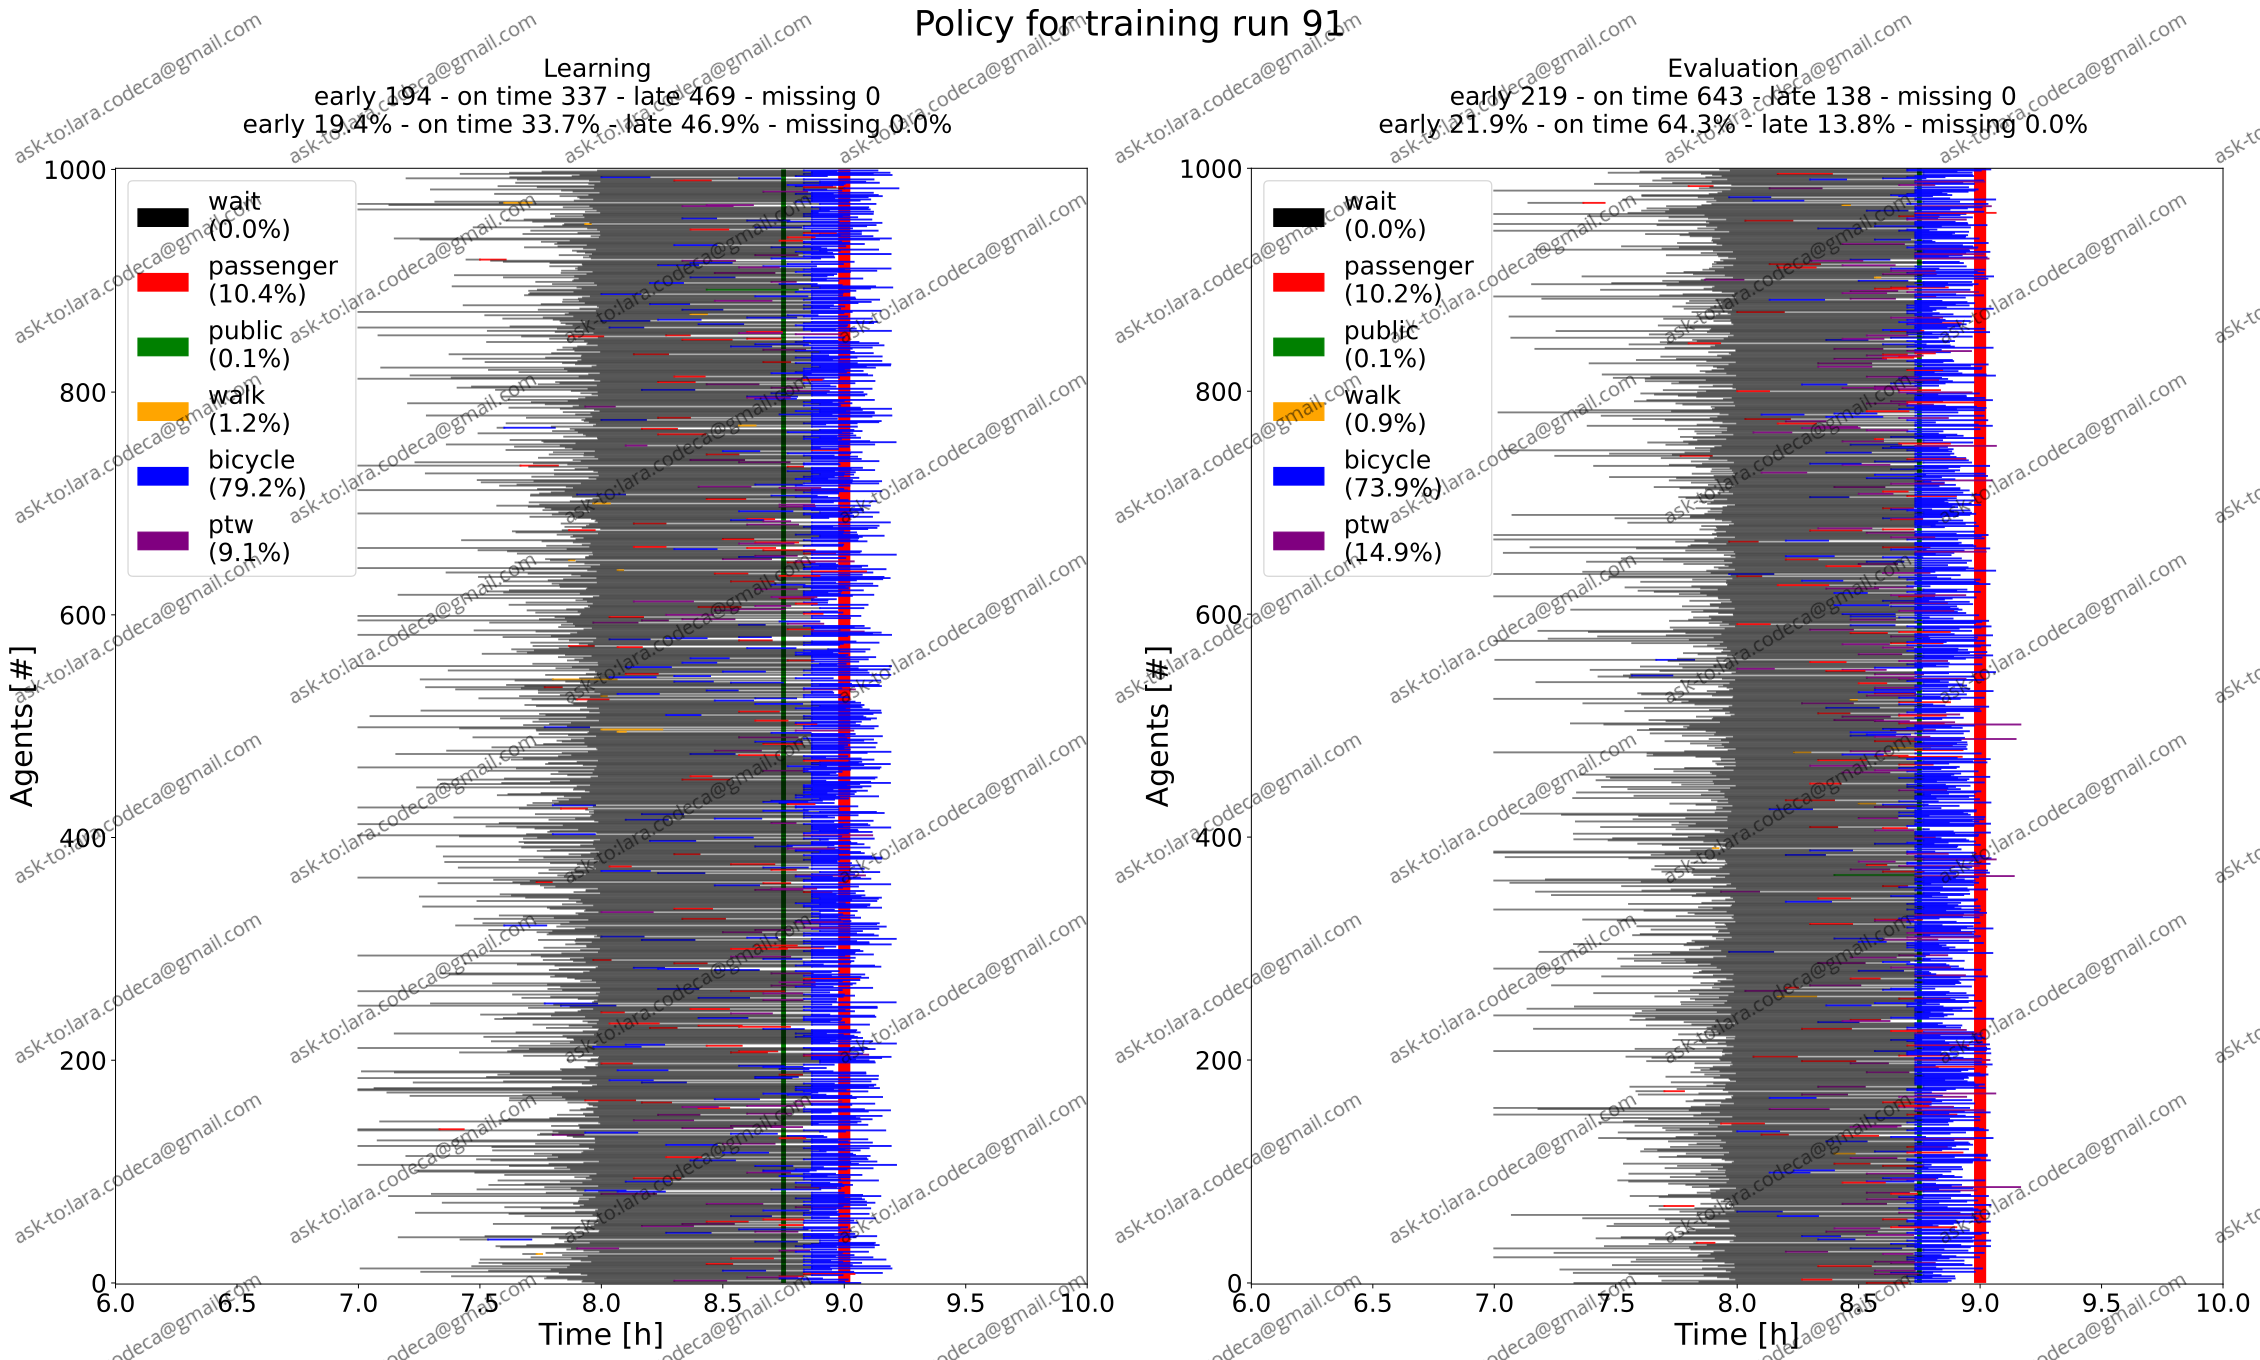 Policy for training run 91
Learning
early 194 - on time 337 - late 469 - missing 0
early 19.4% - on time 33.7% - late 46.9% - missing 0.0%
Agents [#]
1000
800
600
400
200
0
wait
(0.0%)
passenger
(10.4%)
public
(0.1%)
walk
(1.2%)
bicycle
(79.2%)
ptw
(9.1%)
6.0 6.5 7.0 7.5 8.0 8.5 9.0 9.5 10.0
Time [h]
Evaluation
early 219 - on time 643 - late 138 - missing 0
early 21.9% - on time 64.3% - late 13.8% - missing 0.0%
Agents [#]
1000
800
600
400
200
0
wait
(0.0%)
passenger
(10.2%)
public
(0.1%)
walk
(0.9%)
bicycle
(73.9%)
ptw
(14.9%)
6.0 6.5 7.0 7.5 8.0 8.5 9.0 9.5 10.0
Time [h]
ask-to:lara.codeca@gmail.com